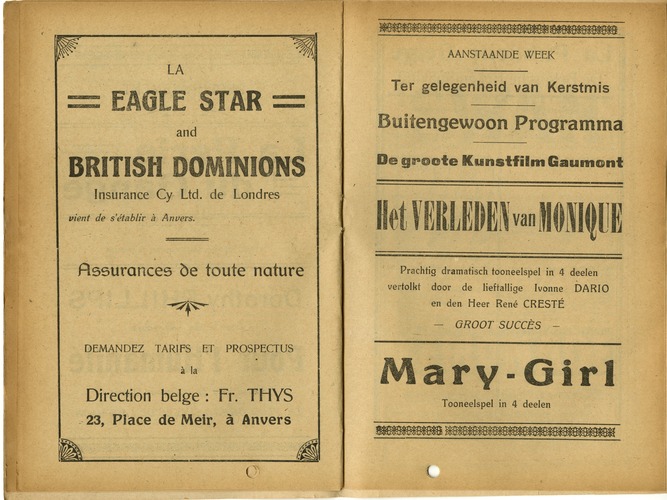 LA
EAGLE STAR
and
BRITISH DOMINIONS
Insurance Cy Ltd. de Londres
vient de s'établir à Anvers.
Assurances de toute nature
DEMANDEZ TARIFS ET PROSPECTUS
à la
Direction belge : Fr. THYS
23, Place de Meir, à Anvers
AANSTAANDE WEEK
Ter gelegenheid van Kerstmis
Buitengewoon Programma
De groote Kunstfilm Gaumont
Het VERLEDEN van MONIQUE
Prachtig dramatisch tooneelspel in 4 deelen
vertolkt door de lieftallige Ivonne DARIO
en den Heer René CRESTÉ
— GROOT SUCCÈS —
Mary-Girl
Tooneelspel in 4 deelen